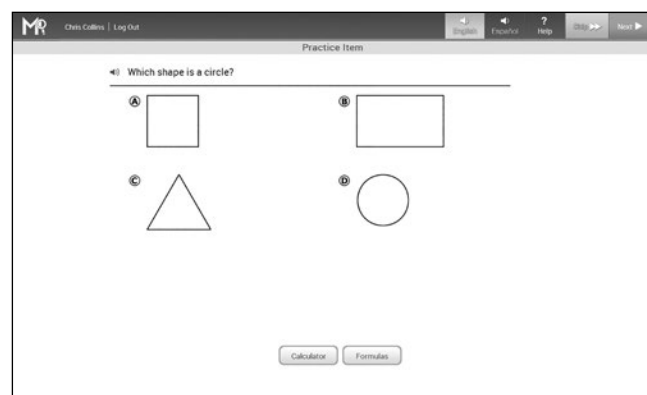 MR Chris Collins | Log Out English Español ? Help Skip Next
Practice Item
Which shape is a circle?
A B
C D
Calculator Formulas